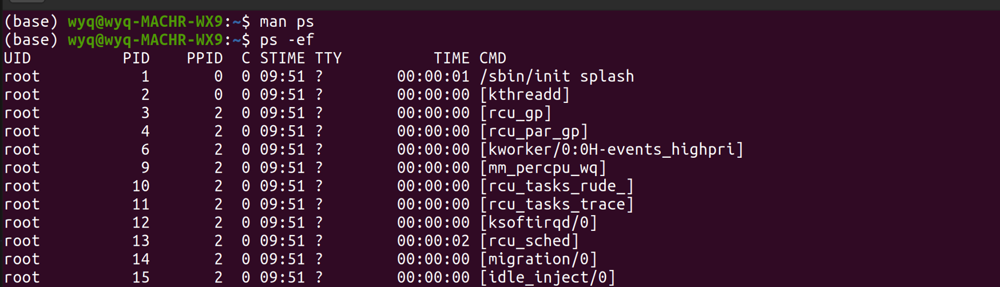 (base) wyq@wyq-MACHR-WX9:~$ man ps
(base) wyq@wyq-MACHR-WX9:~$ ps -ef
UID          PID    PPID  C STIME TTY          TIME CMD
root           1       0  0 09:51 ?        00:00:01 /sbin/init splash
root           2       0  0 09:51 ?        00:00:00 [kthreadd]
root           3       2  0 09:51 ?        00:00:00 [rcu_gp]
root           4       2  0 09:51 ?        00:00:00 [rcu_par_gp]
root           6       2  0 09:51 ?        00:00:00 [kworker/0:0H-events_highpri]
root           9       2  0 09:51 ?        00:00:00 [mm_percpu_wq]
root          10       2  0 09:51 ?        00:00:00 [rcu_tasks_rude_]
root          11       2  0 09:51 ?        00:00:00 [rcu_tasks_trace]
root          12       2  0 09:51 ?        00:00:00 [ksoftirqd/0]
root          13       2  0 09:51 ?        00:00:02 [rcu_sched]
root          14       2  0 09:51 ?        00:00:00 [migration/0]
root          15       2  0 09:51 ?        00:00:00 [idle_inject/0]